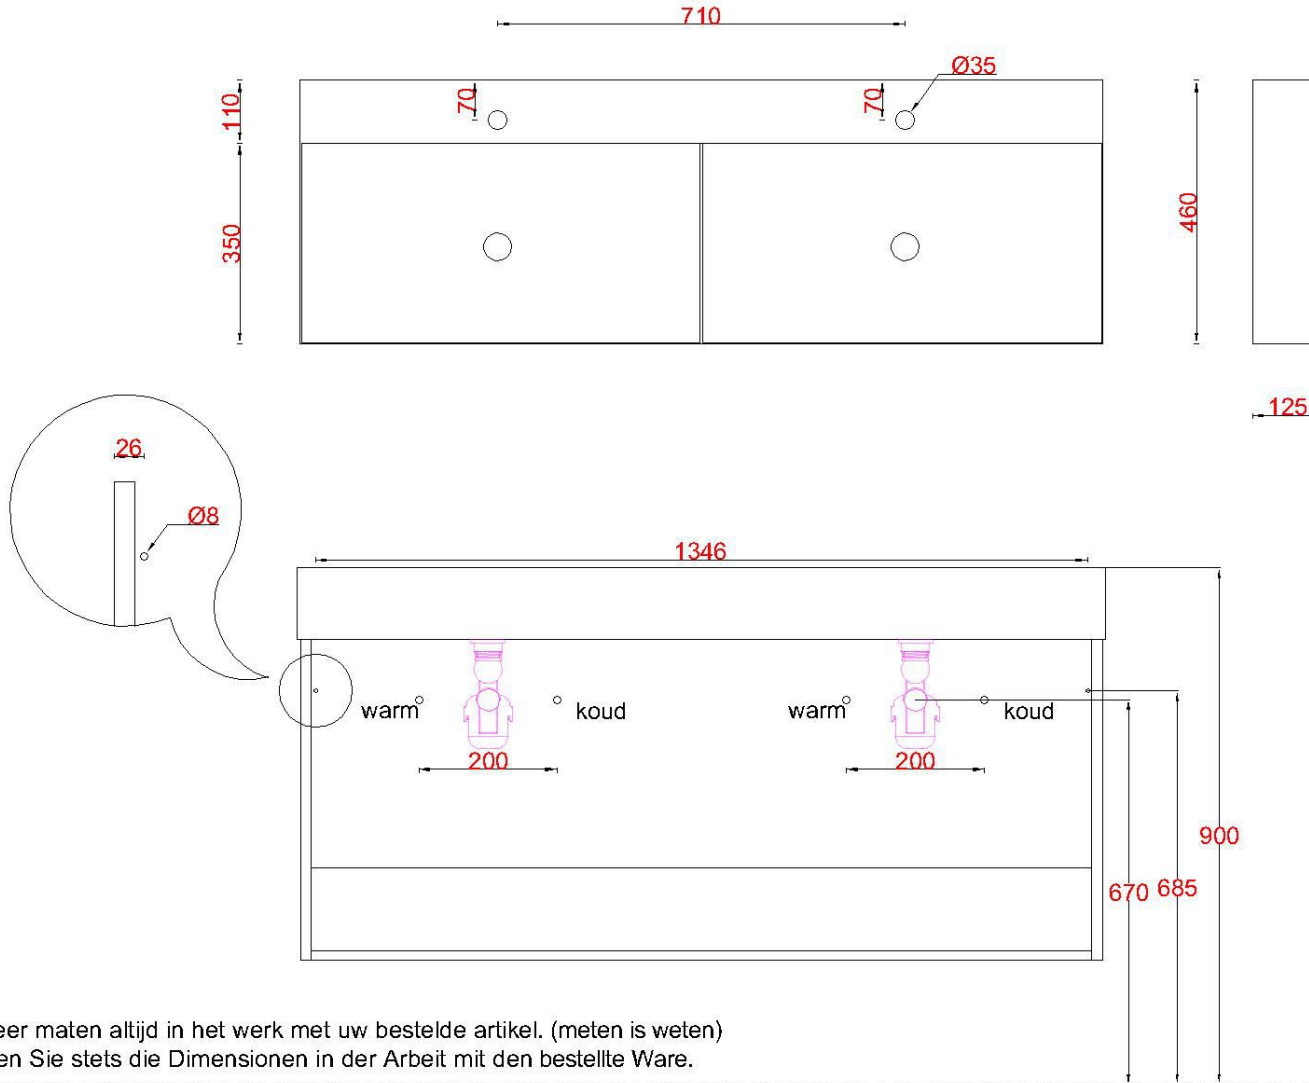 710
Ø35
110
70
70
350
460
125
26
Ø8
1346
warm
koud
warm
koud
200
200
900
670
685
eer maten altijd in het werk met uw bestelde artikel. (meten is weten)
en Sie stets die Dimensionen in der Arbeit mit den bestellte Ware.